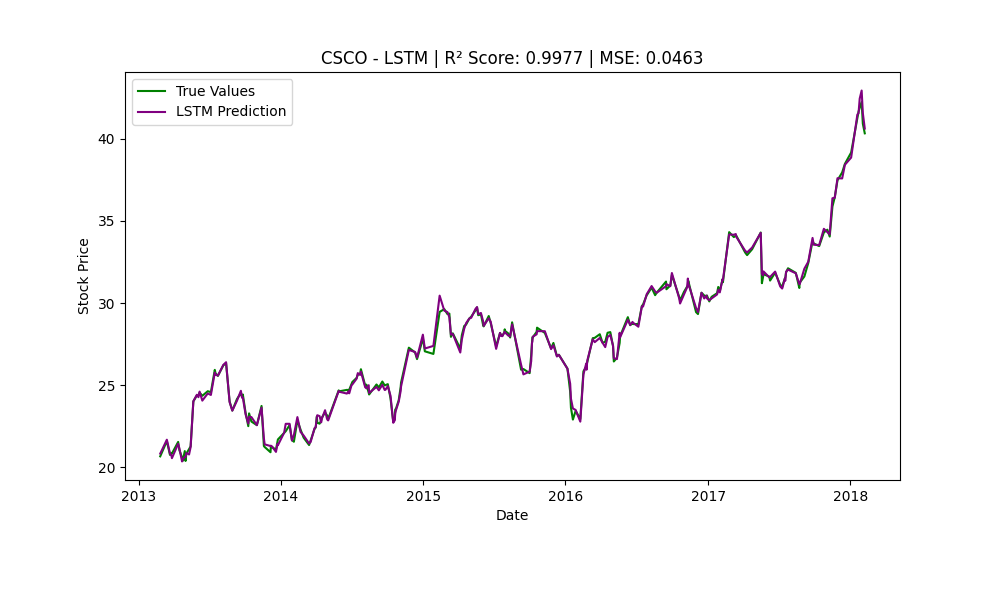 CSCO - LSTM | R² Score: 0.9977 | MSE: 0.0463
True Values
LSTM Prediction
40
35
30
25
20
Stock Price
2013
2014
2015
2016
2017
2018
Date